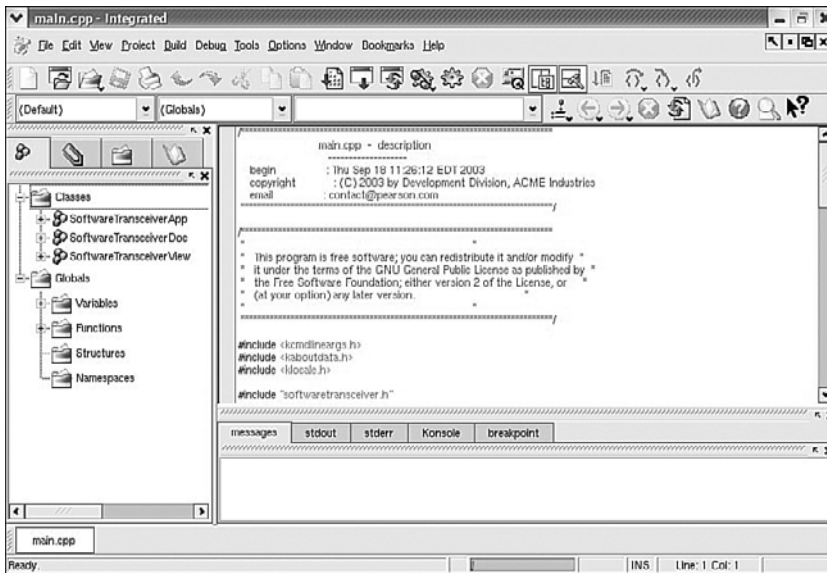 main.cpp - Integrated
File Edit View Project Build Debug Tools Options Window Bookmarks Help
(Default) (Globals)
Classes
SoftwareTransceiverApp
SoftwareTransceiverDoc
SoftwareTransceiverView
Globals
Variables
Functions
Structures
Namespaces
/***************************************************************************
main.cpp - description
-------------------
begin : Thu Sep 18 11:26:12 EDT 2003
copyright : (C) 2003 by Development Division, ACME Industries
email : contact@pearson.com
***************************************************************************/
/***************************************************************************
* *
* This program is free software; you can redistribute it and/or modify *
* it under the terms of the GNU General Public License as published by *
* the Free Software Foundation; either version 2 of the License, or *
* (at your option) any later version. *
* *
***************************************************************************/
#include <kcmdlineargs.h>
#include <kaboutdata.h>
#include <klocale.h>
#include "softwaretransceiver.h"
messages stdout stderr Konsole breakpoint
main.cpp
Ready. INS Line: 1 Col: 1